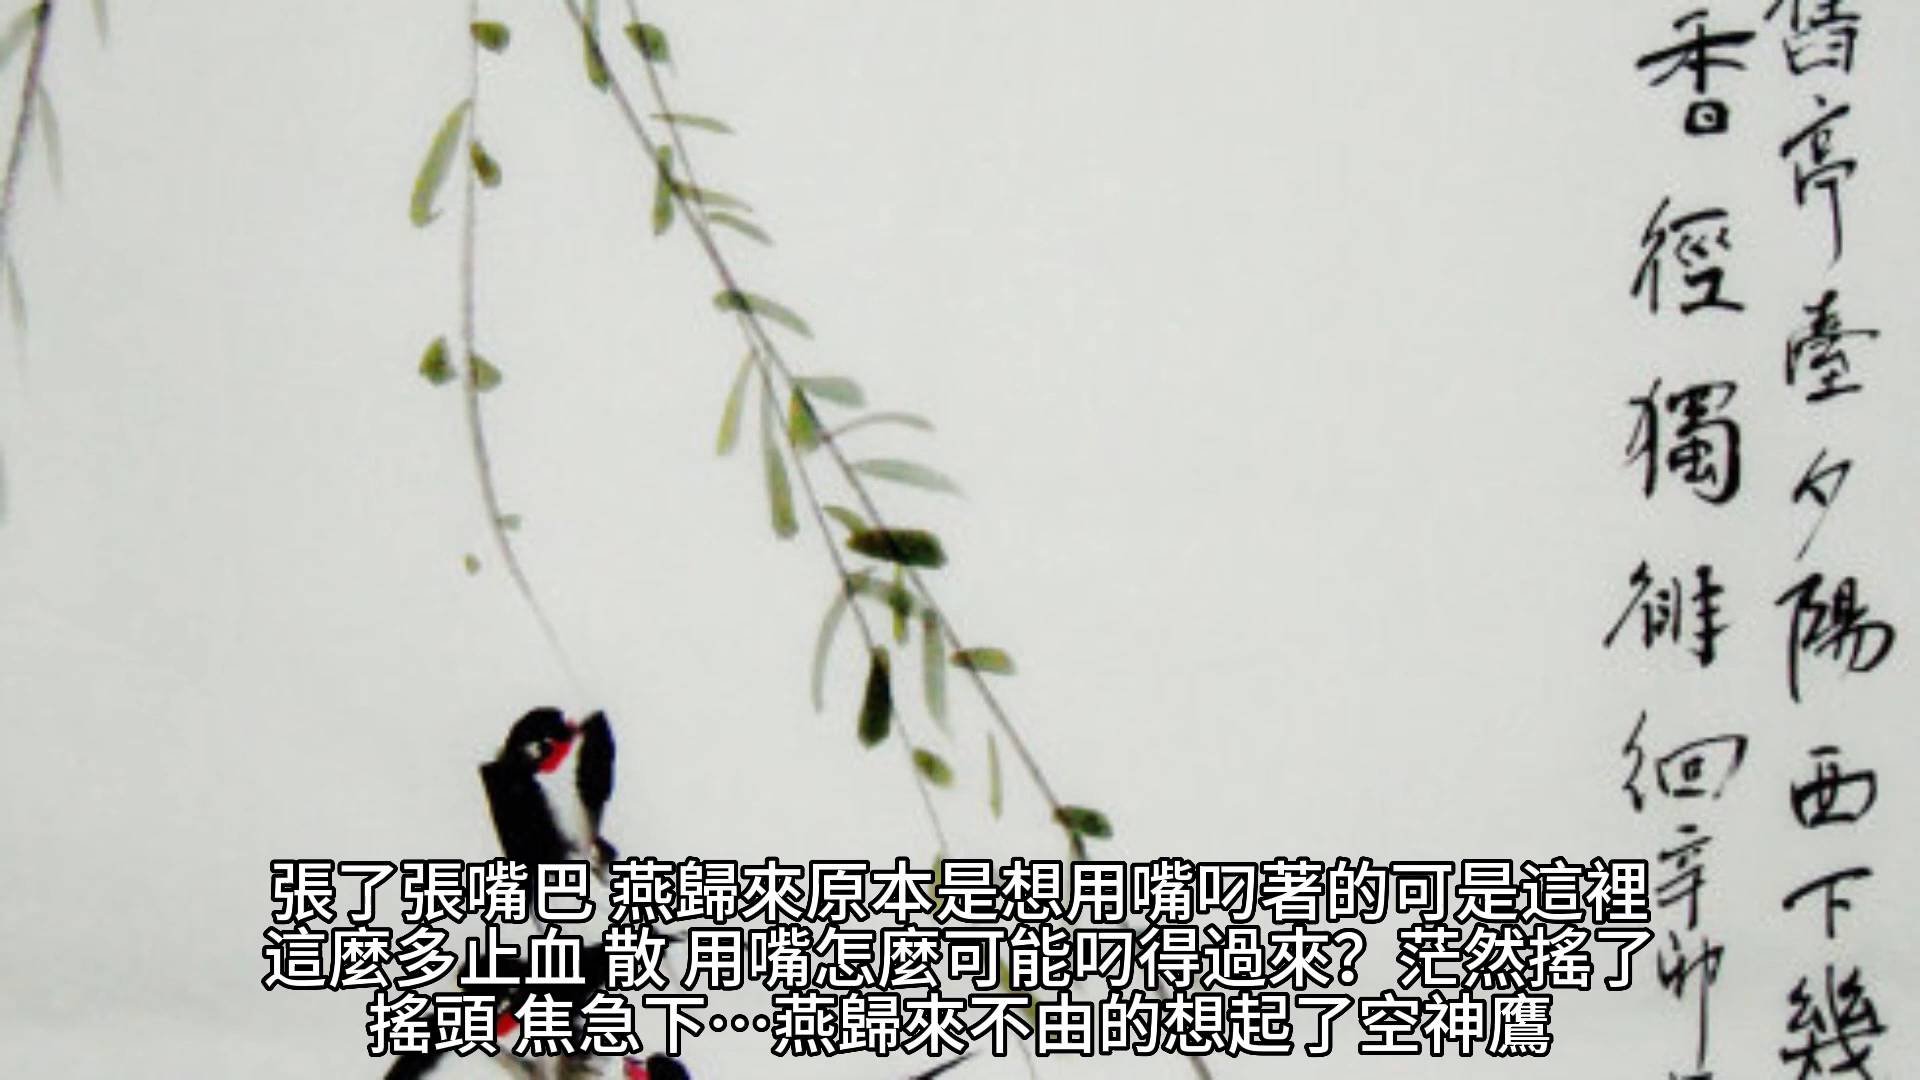 舊亭臺夕陽西下幾
香徑獨徘徊辛卯
張了張嘴巴 燕歸來原本是想用嘴叼著的可是這裡
這麼多止血 散 用嘴怎麼可能叼得過來？茫然搖了
搖頭 焦急下…燕歸來不由的想起了空神鷹